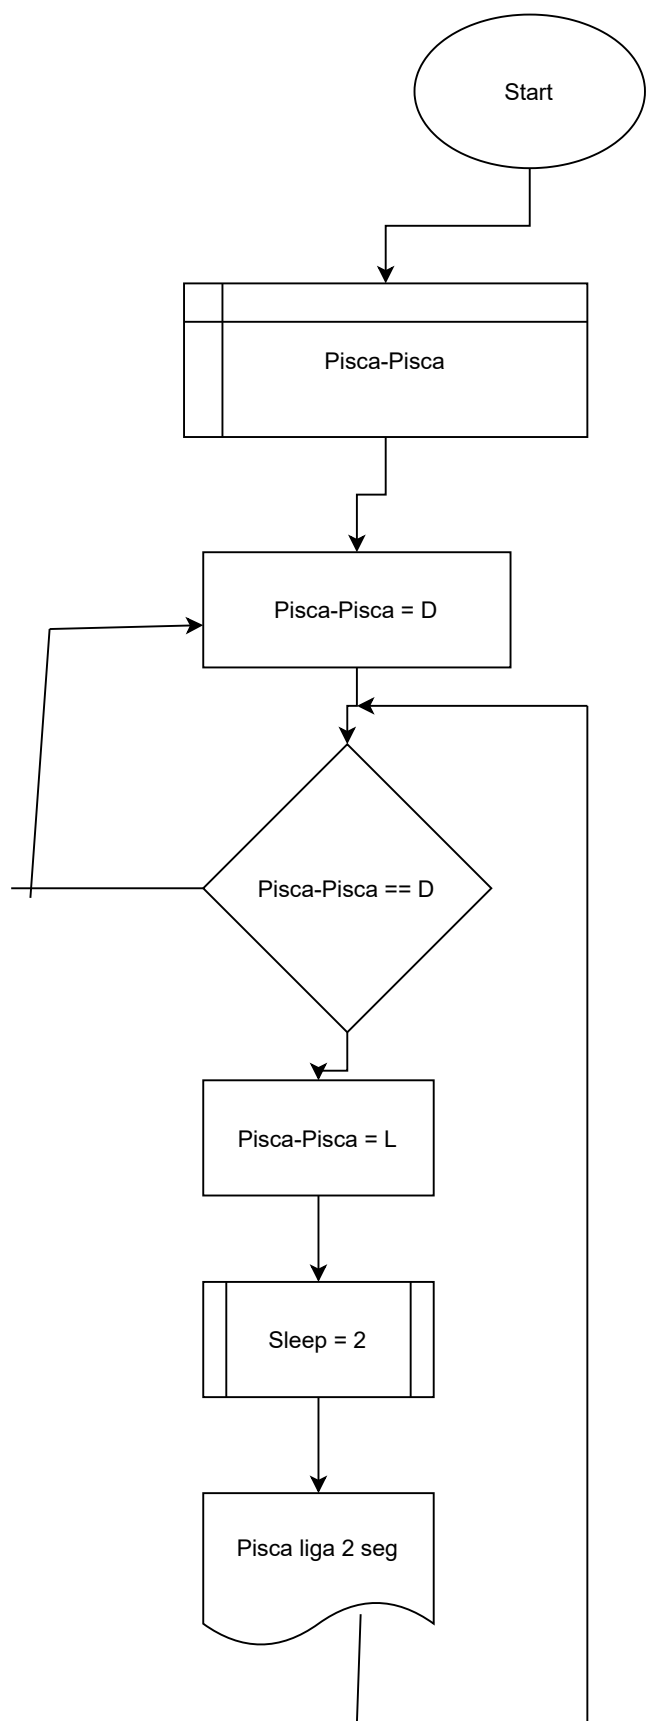 Start
Pisca-Pisca
Pisca-Pisca = D
Pisca-Pisca == D
Pisca-Pisca = L
Sleep = 2
Pisca liga 2 seg